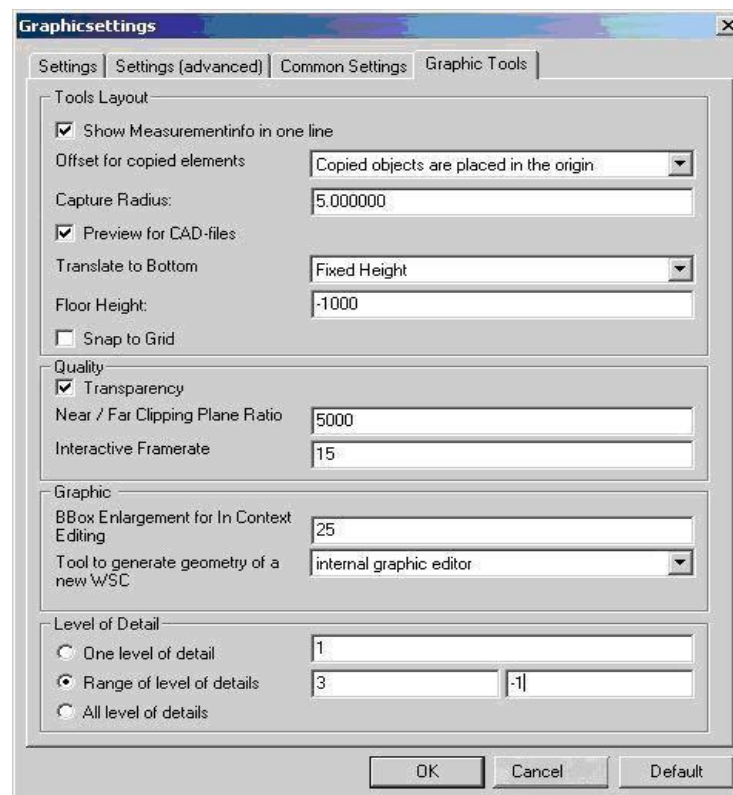 Graphicsettings
Settings Settings (advanced) Common Settings Graphic Tools
Tools Layout
Show Measurementinfo in one line
Offset for copied elements Copied objects are placed in the origin
Capture Radius: 5.000000
Preview for CAD-files
Translate to Bottom Fixed Height
Floor Height: -1000
Snap to Grid
Quality
Transparency
Near / Far Clipping Plane Ratio 5000
Interactive Framerate 15
Graphic
BBox Enlargement for In Context
Editing 25
Tool to generate geometry of a internal graphic editor
new WSC
Level of Detail
One level of detail 1
Range of level of details 3 -1
All level of details
OK Cancel Default